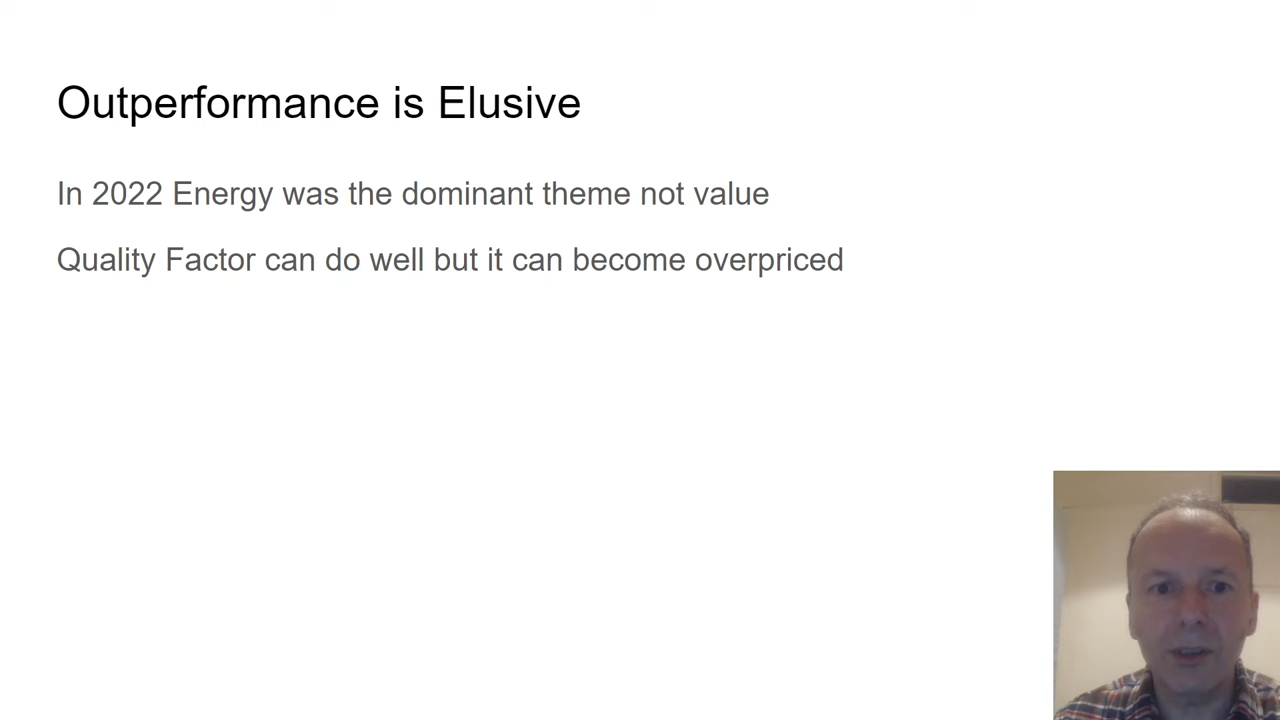 Outperformance is Elusive
In 2022 Energy was the dominant theme not value
Quality Factor can do well but it can become overpriced